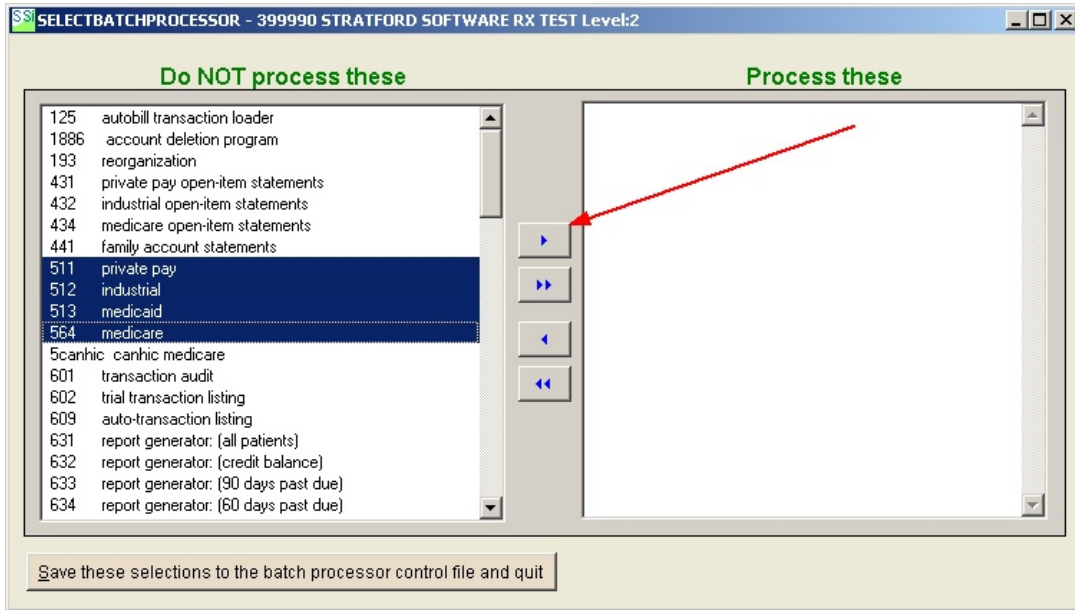 SSi SELECTBATCHPROCESSOR - 399990 STRATFORD SOFTWARE RX TEST Level:2
Do NOT process these
125 autobill transaction loader
1886 account deletion program
193 reorganization
431 private pay open-item statements
432 industrial open-item statements
434 medicare open-item statements
441 family account statements
511 private pay
512 industrial
513 medicaid
564 medicare
5canhic canhic medicare
601 transaction audit
602 trial transaction listing
609 auto-transaction listing
631 report generator: (all patients)
632 report generator: (credit balance)
633 report generator: (90 days past due)
634 report generator: (60 days past due)
Process these
Save these selections to the batch processor control file and quit